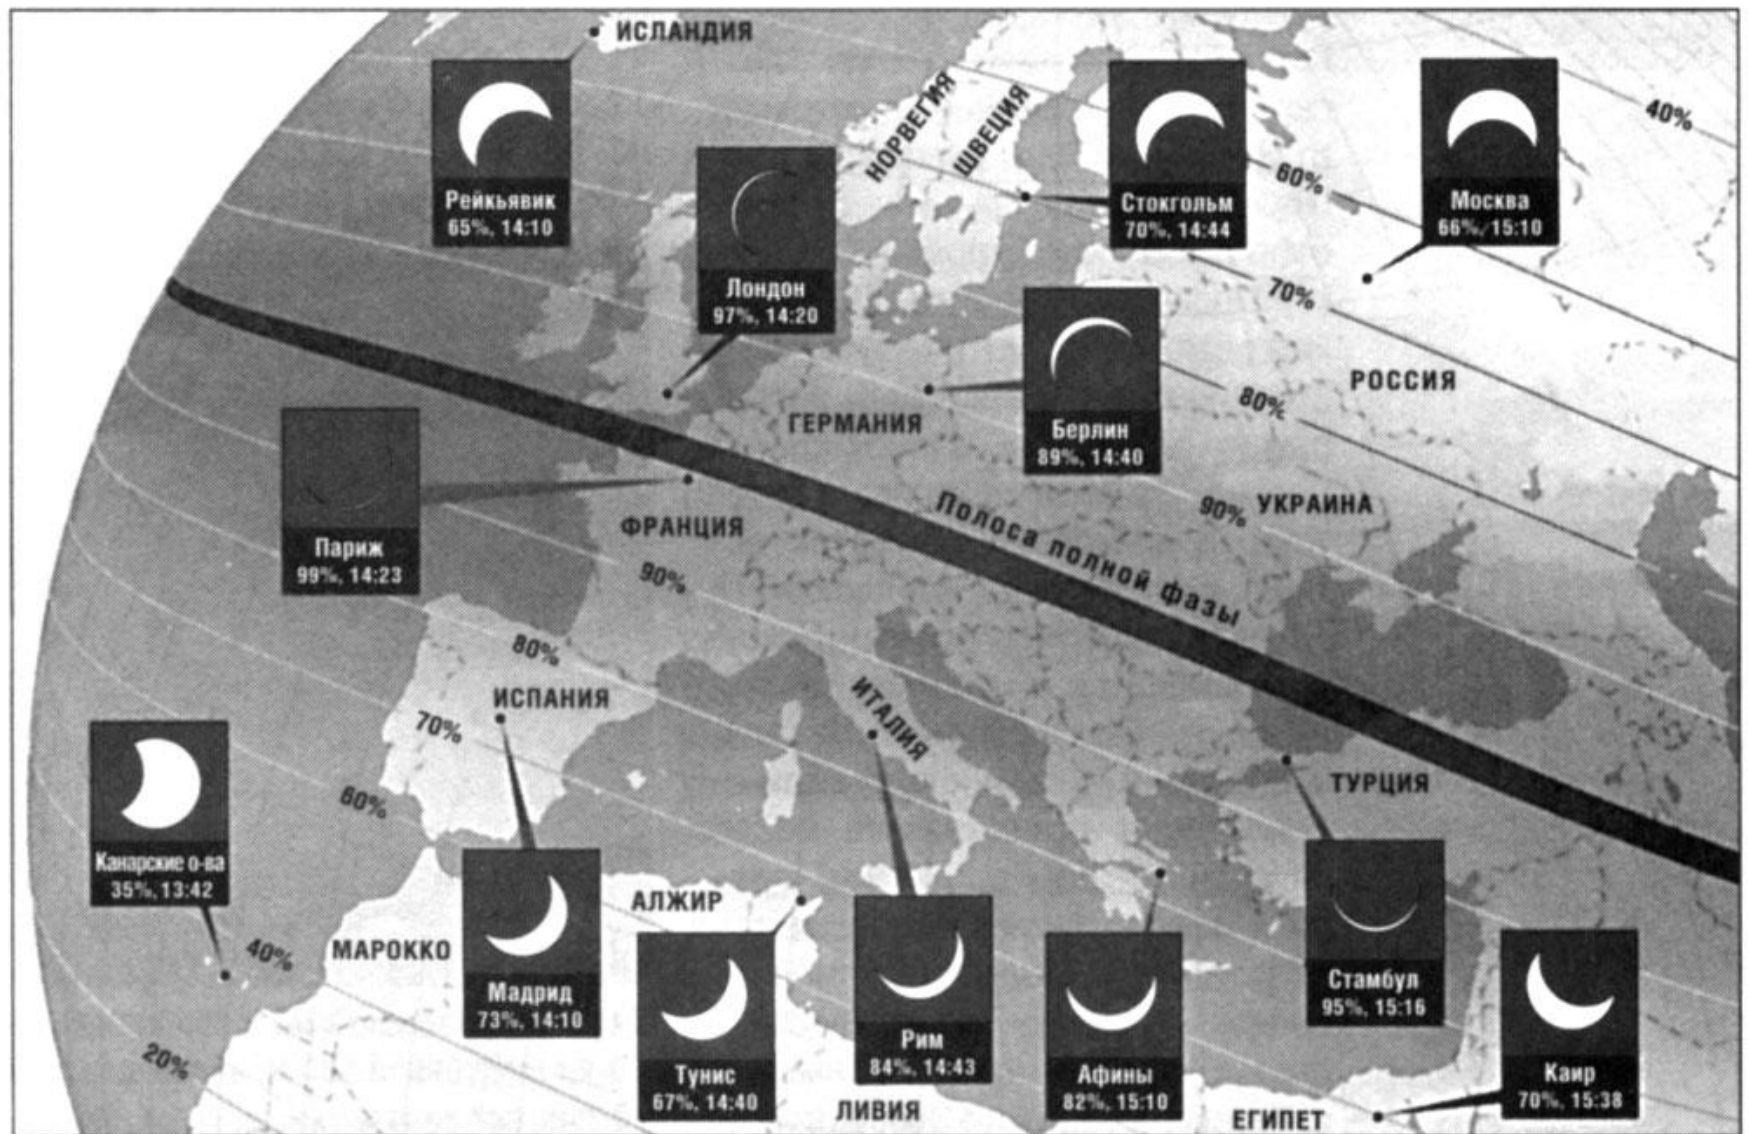 ИСЛАНДИЯ
НОРВЕГИЯ
ШВЕЦИЯ
40%
60%
Рейкьявик
65%, 14:10
Стокгольм
70%, 14:44
Москва
66%, 15:10
Лондон
97%, 14:20
70%
РОССИЯ
80%
ГЕРМАНИЯ
Берлин
89%, 14:40
Полоса полной фазы
90%
УКРАИНА
Париж
99%, 14:23
ФРАНЦИЯ
90%
80%
ИСПАНИЯ
ИТАЛИЯ
70%
60%
ТУРЦИЯ
Канарские о-ва
35%, 13:42
АЛЖИР
40%
МАРОККО
Мадрид
73%, 14:10
Тунис
67%, 14:40
Рим
84%, 14:43
Афины
82%, 15:10
Стамбул
95%, 15:16
Каир
70%, 15:38
20%
ЛИВИЯ
ЕГИПЕТ